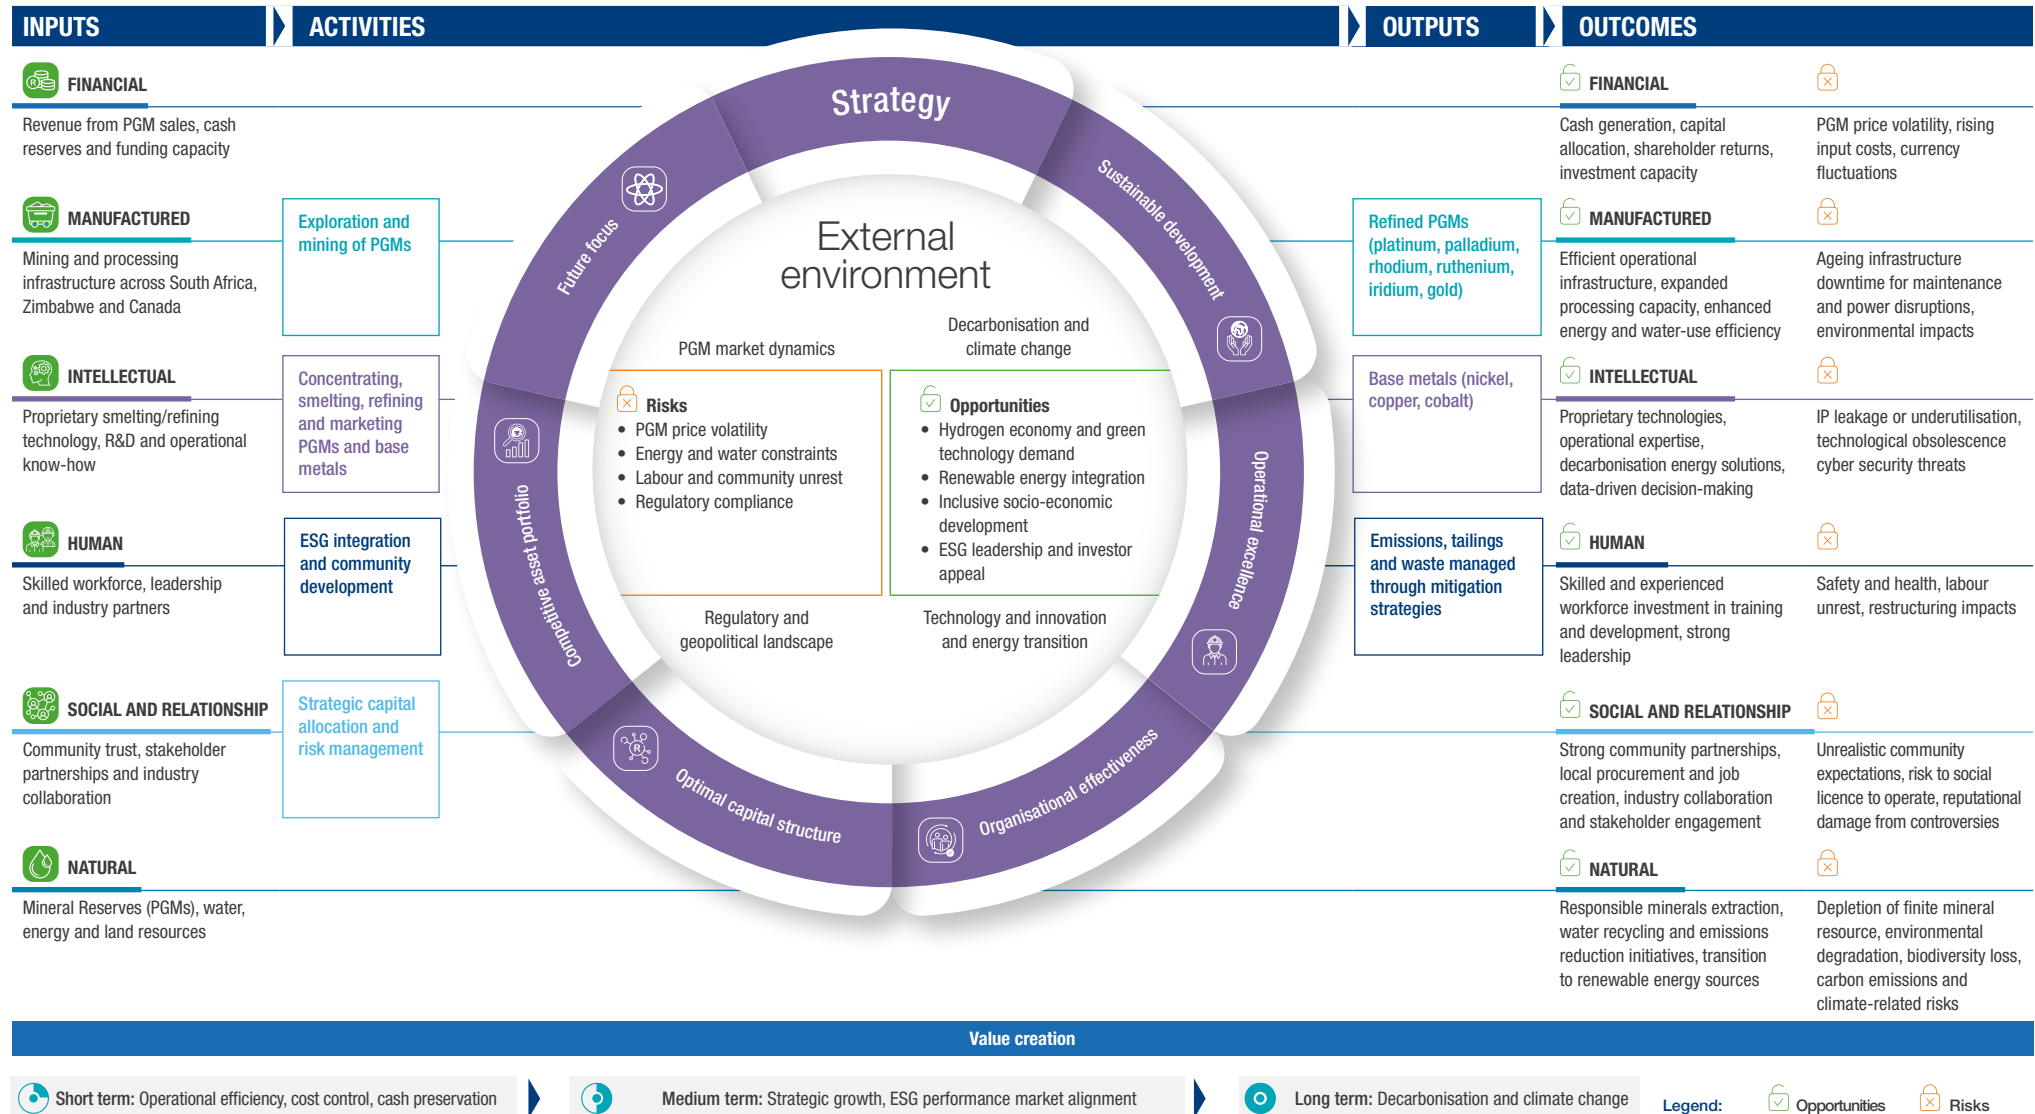 INPUTS
ACTIVITIES
OUTPUTS
OUTCOMES
FINANCIAL
Revenue from PGM sales, cash
reserves and funding capacity
MANUFACTURED
Mining and processing
infrastructure across South Africa,
Zimbabwe and Canada
INTELLECTUAL
Proprietary smelting/refining
technology, R&D and operational
know-how
HUMAN
Skilled workforce, leadership
and industry partners
SOCIAL AND RELATIONSHIP
Community trust, stakeholder
partnerships and industry
collaboration
NATURAL
Mineral Reserves (PGMs), water,
energy and land resources
Exploration and
mining of PGMs
Concentrating,
smelting, refining
and marketing
PGMs and base
metals
ESG integration
and community
development
Strategic capital
allocation and
risk management
Strategy
Sustainable development
Operational excellence
Organisational effectiveness
Optimal capital structure
Competitive asset portfolio
Future focus
External
environment
PGM market dynamics
Decarbonisation and
climate change
Risks
• PGM price volatility
• Energy and water constraints
• Labour and community unrest
• Regulatory compliance
Opportunities
• Hydrogen economy and green
technology demand
• Renewable energy integration
• Inclusive socio-economic
development
• ESG leadership and investor
appeal
Regulatory and
geopolitical landscape
Technology and innovation
and energy transition
Refined PGMs
(platinum, palladium,
rhodium, ruthenium,
iridium, gold)
Base metals (nickel,
copper, cobalt)
Emissions, tailings
and waste managed
through mitigation
strategies
FINANCIAL
Cash generation, capital
allocation, shareholder returns,
investment capacity
PGM price volatility, rising
input costs, currency
fluctuations
MANUFACTURED
Efficient operational
infrastructure, expanded
processing capacity, enhanced
energy and water-use efficiency
Ageing infrastructure
downtime for maintenance
and power disruptions,
environmental impacts
INTELLECTUAL
Proprietary technologies,
operational expertise,
decarbonisation energy solutions,
data-driven decision-making
IP leakage or underutilisation,
technological obsolescence
cyber security threats
HUMAN
Skilled and experienced
workforce investment in training
and development, strong
leadership
Safety and health, labour
unrest, restructuring impacts
SOCIAL AND RELATIONSHIP
Strong community partnerships,
local procurement and job
creation, industry collaboration
and stakeholder engagement
Unrealistic community
expectations, risk to social
licence to operate, reputational
damage from controversies
NATURAL
Responsible minerals extraction,
water recycling and emissions
reduction initiatives, transition
to renewable energy sources
Depletion of finite mineral
resource, environmental
degradation, biodiversity loss,
carbon emissions and
climate-related risks
Value creation
Short term: Operational efficiency, cost control, cash preservation
Medium term: Strategic growth, ESG performance market alignment
Long term: Decarbonisation and climate change
Legend:
Opportunities
Risks